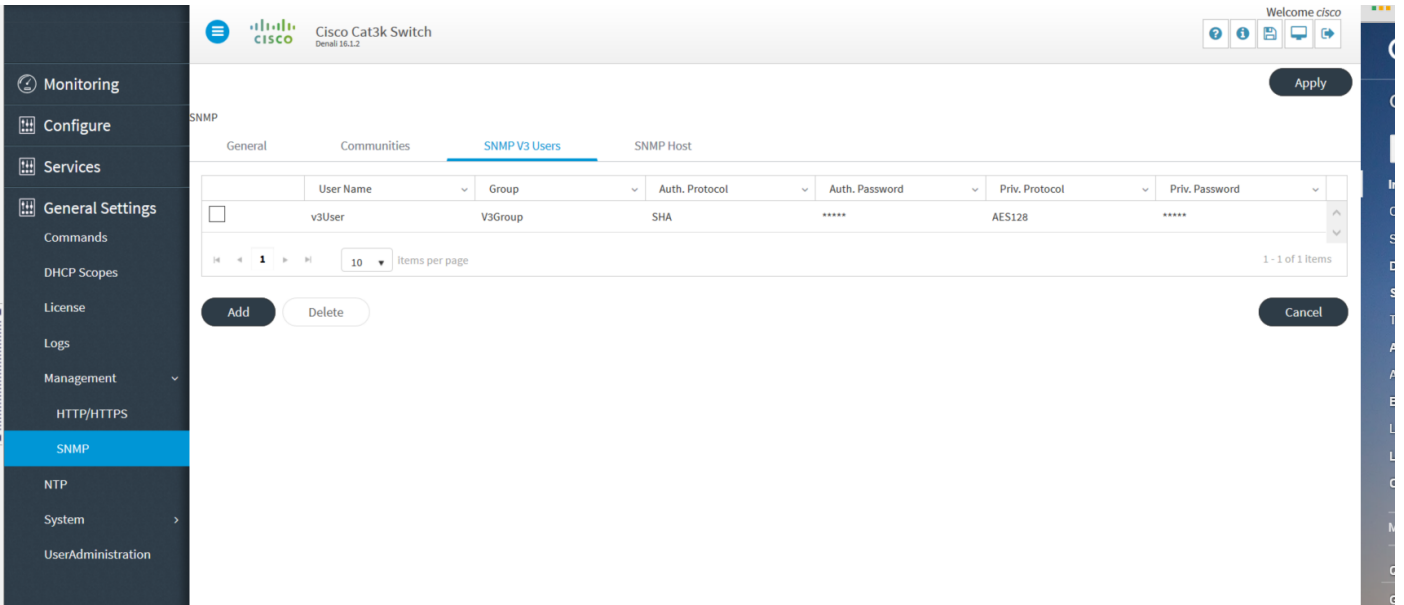 Welcome cisco
CISCO
Cisco Cat3k Switch
Denali 16.1.2
Monitoring
Configure
Services
General Settings
Commands
DHCP Scopes
License
Logs
Management
HTTP/HTTPS
SNMP
NTP
System
UserAdministration
Apply
SNMP
General Communities SNMP V3 Users SNMP Host
User Name Group Auth. Protocol Auth. Password Priv. Protocol Priv. Password
v3User V3Group SHA ***** AES128 *****
1 10 items per page 1 - 1 of 1 items
Add Delete Cancel